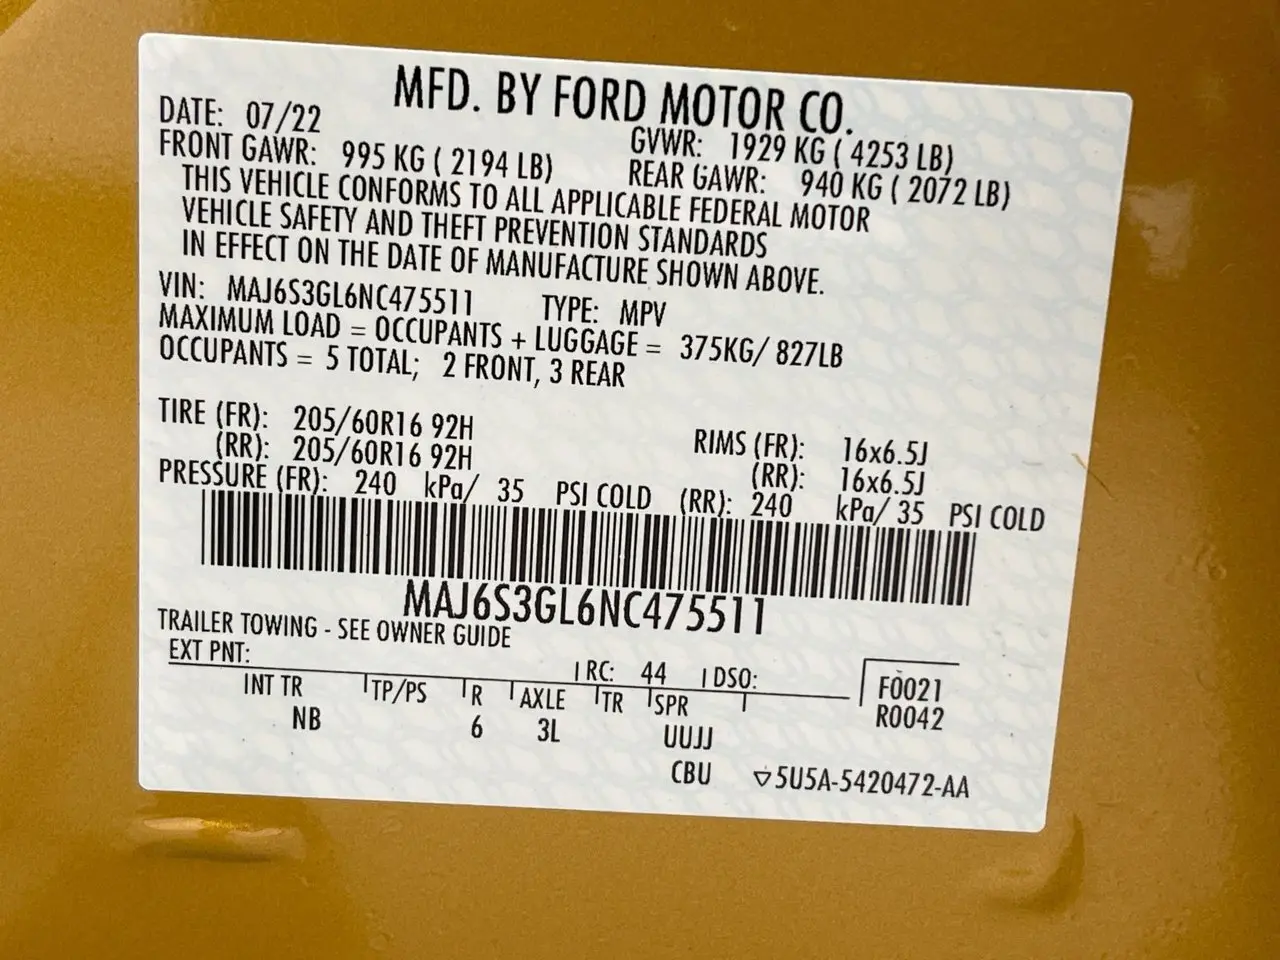 MFD. BY FORD MOTOR CO.
DATE: 07/22 GVWR: 1929 KG ( 4253 LB)
FRONT GAWR: 995 KG ( 2194 LB) REAR GAWR: 940 KG ( 2072 LB)
THIS VEHICLE CONFORMS TO ALL APPLICABLE FEDERAL MOTOR
VEHICLE SAFETY AND THEFT PREVENTION STANDARDS
IN EFFECT ON THE DATE OF MANUFACTURE SHOWN ABOVE.
VIN: MAJ6S3GL6NC475511 TYPE: MPV
MAXIMUM LOAD = OCCUPANTS + LUGGAGE = 375KG/ 827LB
OCCUPANTS = 5 TOTAL; 2 FRONT, 3 REAR
TIRE (FR): 205/60R16 92H RIMS (FR): 16x6.5J
(RR): 205/60R16 92H (RR): 16x6.5J
PRESSURE (FR): 240 kPa/ 35 PSI COLD (RR): 240 kPa/ 35 PSI COLD
MAJ6S3GL6NC475511
TRAILER TOWING - SEE OWNER GUIDE
EXT PNT: RC: 44 DSO: F0021
INT TR TP/PS R AXLE TR SPR R0042
NB 6 3L UUJJ
CBU 5U5A-5420472-AA